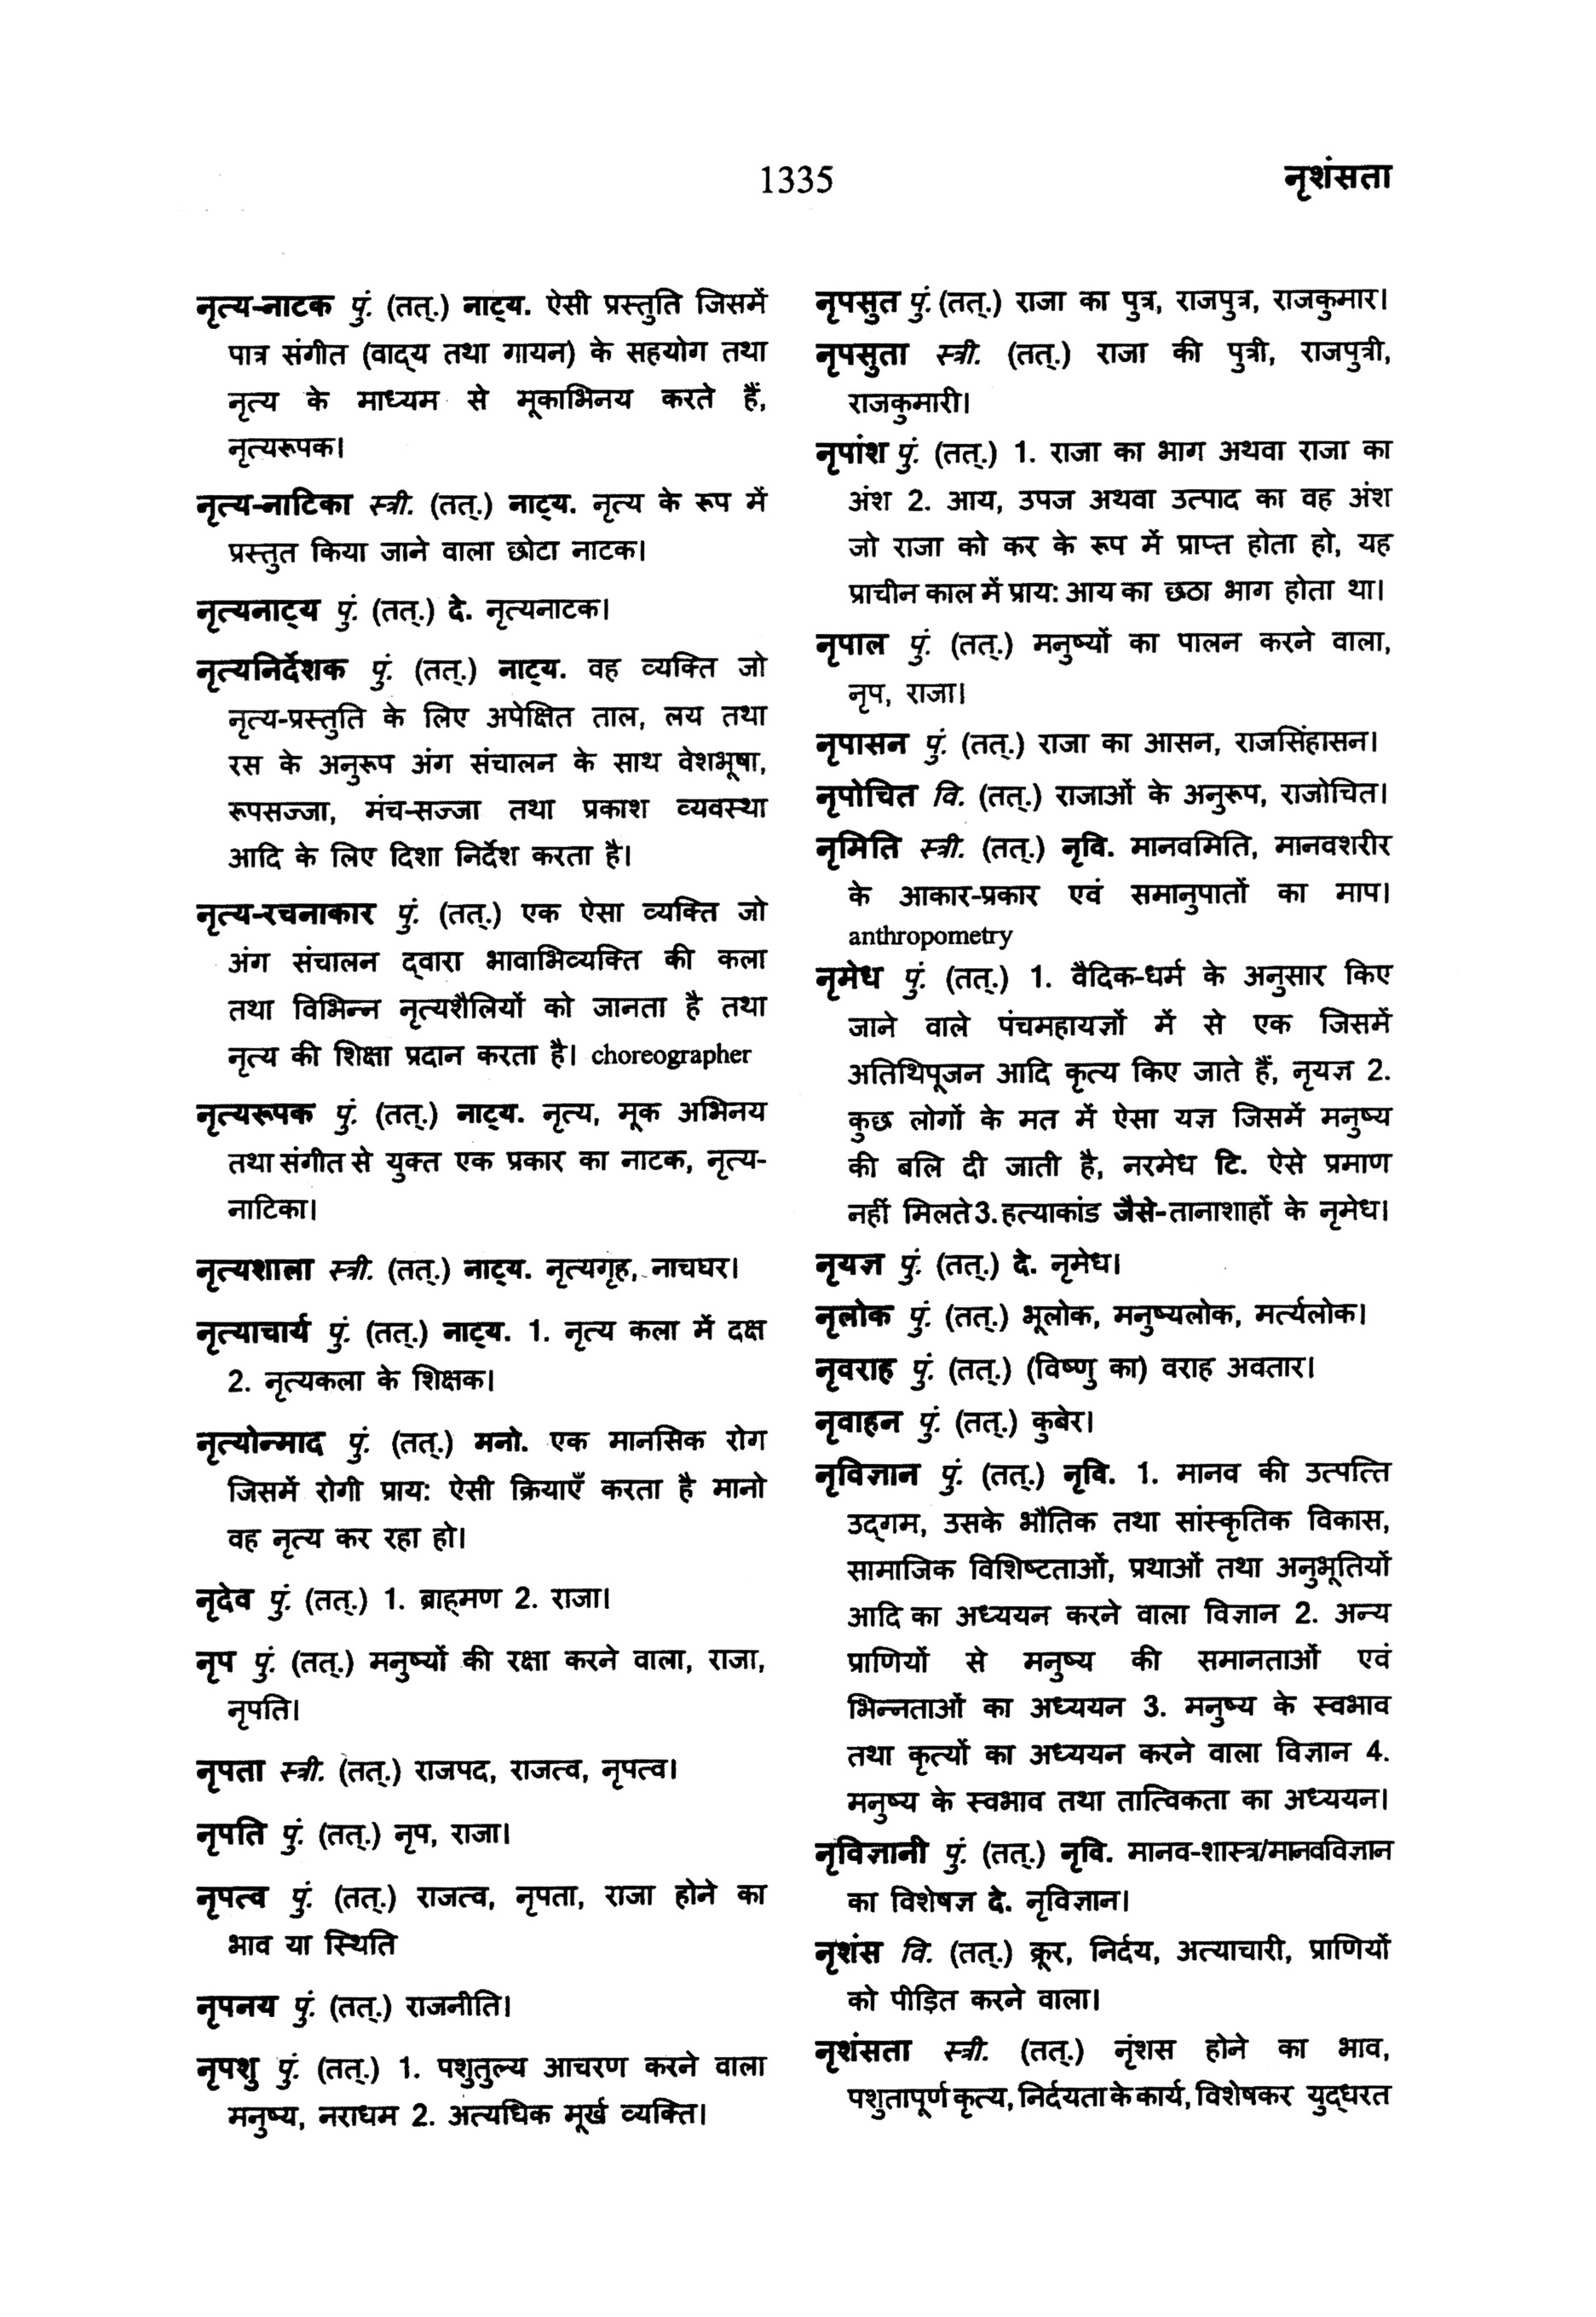 1335
नृशंसता
नृत्य-नाटक पुं. (तत्.) नाट्य. ऐसी प्रस्तुति जिसमें
पात्र संगीत (वाद्य तथा गायन) के सहयोग तथा
नृत्य के माध्यम से मूकाभिनय करते हैं,
नृत्यरूपक।
नृत्य-नाटिका स्त्री. (तत्.) नाट्य. नृत्य के रूप में
प्रस्तुत किया जाने वाला छोटा नाटक।
नृत्यनाट्य पुं. (तत्.) दे. नृत्यनाटक।
नृत्यनिर्देशक पुं. (तत्.) नाट्य. वह व्यक्ति जो
नृत्य-प्रस्तुति के लिए अपेक्षित ताल, लय तथा
रस के अनुरूप अंग संचालन के साथ वेशभूषा,
रूपसज्जा, मंच-सज्जा तथा प्रकाश व्यवस्था
आदि के लिए दिशा निर्देश करता है।
नृत्य-रचनाकार पुं. (तत्.) एक ऐसा व्यक्ति जो
अंग संचालन द्वारा भावाभिव्यक्ति की कला
तथा विभिन्न नृत्यशैलियों को जानता है तथा
नृत्य की शिक्षा प्रदान करता है। choreographer
नृत्यरूपक पुं. (तत्.) नाट्य. नृत्य, मूक अभिनय
तथा संगीत से युक्त एक प्रकार का नाटक, नृत्य-
नाटिका।
नृत्यशाला स्त्री. (तत्.) नाट्य. नृत्यगृह, नाचघर।
नृत्याचार्य पुं. (तत्.) नाट्य. 1. नृत्य कला में दक्ष
2. नृत्यकला के शिक्षक।
नृत्योन्माद पुं. (तत्.) मनो. एक मानसिक रोग
जिसमें रोगी प्राय: ऐसी क्रियाएँ करता है मानो
वह नृत्य कर रहा हो।
नृदेव पुं. (तत्.) 1. ब्राह्मण 2. राजा।
नृप पुं. (तत्.) मनुष्यों की रक्षा करने वाला, राजा,
नृपति।
नृपता स्त्री. (तत्.) राजपद, राजत्व, नृपत्व।
नृपति पुं. (तत्.) नृप, राजा।
नृपत्व पुं. (तत्.) राजत्व, नृपता, राजा होने का
भाव या स्थिति
नृपनय पुं. (तत्.) राजनीति।
नृपशु पुं. (तत्.) 1. पशुतुल्य आचरण करने वाला
मनुष्य, नराधम 2. अत्यधिक मूर्ख व्यक्ति।
नृपसुत पुं. (तत्.) राजा का पुत्र, राजपुत्र, राजकुमार।
नृपसुता स्त्री. (तत्.) राजा की पुत्री, राजपुत्री,
राजकुमारी।
नृपांश पुं. (तत्.) 1. राजा का भाग अथवा राजा का
अंश 2. आय, उपज अथवा उत्पाद का वह अंश
जो राजा को कर के रूप में प्राप्त होता हो, यह
प्राचीन काल में प्राय: आय का छठा भाग होता था।
नृपाल पुं. (तत्.) मनुष्यों का पालन करने वाला,
नृप, राजा।
नृपासन पुं. (तत्.) राजा का आसन, राजसिंहासन।
नृपोचित वि. (तत्.) राजाओं के अनुरूप, राजोचित।
नृमिति स्त्री. (तत्.) नृवि. मानवमिति, मानवशरीर
के आकार-प्रकार एवं समानुपातों का माप।
anthropometry
नृमेध पुं. (तत्.) 1. वैदिक-धर्म के अनुसार किए
जाने वाले पंचमहायज्ञों में से एक जिसमें
अतिथिपूजन आदि कृत्य किए जाते हैं, नृयज्ञ 2.
कुछ लोगों के मत में ऐसा यज्ञ जिसमें मनुष्य
की बलि दी जाती है, नरमेध टि. ऐसे प्रमाण
नहीं मिलते 3. हत्याकांड जैसे-तानाशाहों के नृमेध।
नृयज्ञ पुं. (तत्.) दे. नृमेध।
नृलोक पुं. (तत्.) भूलोक, मनुष्यलोक, मर्त्यलोक।
नृवराह पुं. (तत्.) (विष्णु का) वराह अवतार।
नृवाहन पुं. (तत्.) कुबेर।
नृविज्ञान पुं. (तत्.) नृवि. 1. मानव की उत्पत्ति
उद्गम, उसके भौतिक तथा सांस्कृतिक विकास,
सामाजिक विशिष्टताओं, प्रथाओं तथा अनुभूतियों
आदि का अध्ययन करने वाला विज्ञान 2. अन्य
प्राणियों से मनुष्य की समानताओं एवं
भिन्नताओं का अध्ययन 3. मनुष्य के स्वभाव
तथा कृत्यों का अध्ययन करने वाला विज्ञान 4.
मनुष्य के स्वभाव तथा तात्विकता का अध्ययन।
नृविज्ञानी पुं. (तत्.) नृवि. मानव-शास्त्र/मानवविज्ञान
का विशेषज्ञ दे. नृविज्ञान।
नृशंस वि. (तत्.) क्रूर, निर्दय, अत्याचारी, प्राणियों
को पीड़ित करने वाला।
नृशंसता स्त्री. (तत्.) नृंशस होने का भाव,
पशुतापूर्ण कृत्य, निर्दयता के कार्य, विशेषकर युद्धरत